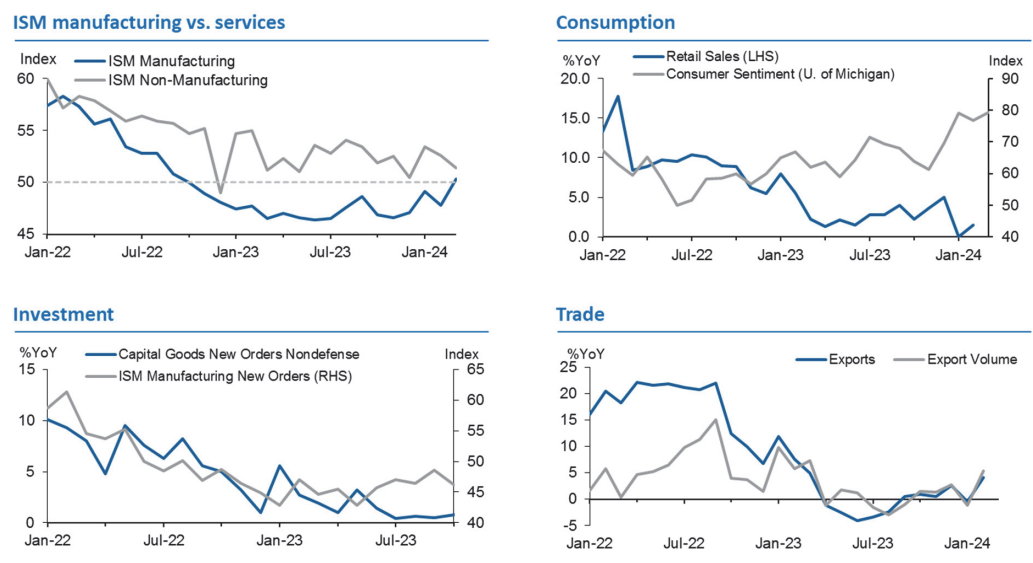 ISM manufacturing vs. services
Index
ISM Manufacturing
ISM Non-Manufacturing
60
55
50
45
Jan-22
Jul-22
Jan-23
Jul-23
Jan-24
Consumption
%YoY
Retail Sales (LHS)
Consumer Sentiment (U. of Michigan)
Index
20.0
15.0
10.0
5.0
0.0
90
80
70
60
50
40
Jan-22
Jul-22
Jan-23
Jul-23
Jan-24
Investment
%YoY
Capital Goods New Orders Nondefense
ISM Manufacturing New Orders (RHS)
Index
15
10
5
0
65
60
55
50
45
40
Jan-22
Jul-22
Jan-23
Jul-23
Trade
%YoY
Exports
Export Volume
25
20
15
10
5
0
-5
Jan-22
Jul-22
Jan-23
Jul-23
Jan-24